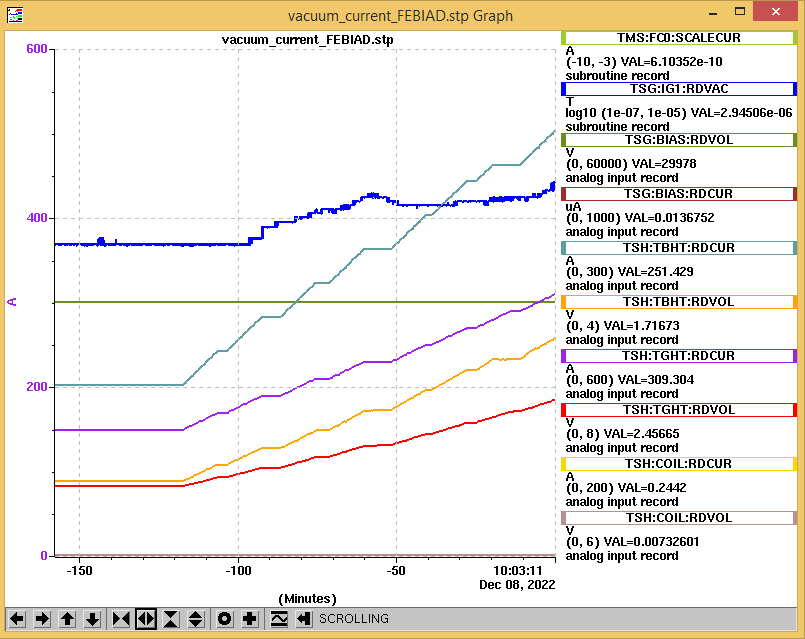 vacuum_current_FEBIAD.stp Graph
vacuum_current_FEBIAD.stp
600
400
200
0
A
-150
-100
-50
10:03:11
Dec 08, 2022
(Minutes)
TMS:FC0:SCALECUR
A
(-10, -3) VAL=6.10352e-10
subroutine record
TSG:IG1:RDVAC
T
log10 (1e-07, 1e-05) VAL=2.94506e-06
subroutine record
TSG:BIAS:RDVOL
V
(0, 60000) VAL=29978
analog input record
TSG:BIAS:RDCUR
uA
(0, 1000) VAL=0.0136752
analog input record
TSH:TBHT:RDCUR
A
(0, 300) VAL=251.429
analog input record
TSH:TBHT:RDVOL
V
(0, 4) VAL=1.71673
analog input record
TSH:TGHT:RDCUR
A
(0, 600) VAL=309.304
analog input record
TSH:TGHT:RDVOL
V
(0, 8) VAL=2.45665
analog input record
TSH:COIL:RDCUR
A
(0, 200) VAL=0.2442
analog input record
TSH:COIL:RDVOL
V
(0, 6) VAL=0.00732601
analog input record
SCROLLING